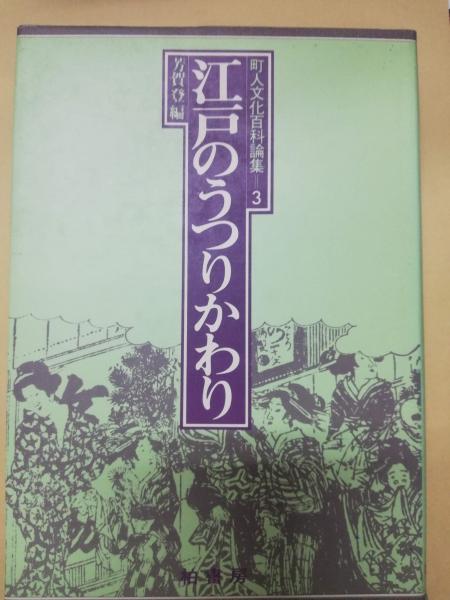 町人文化百科論集=3
江戸のうつりかわり
芳賀登編
柏書房